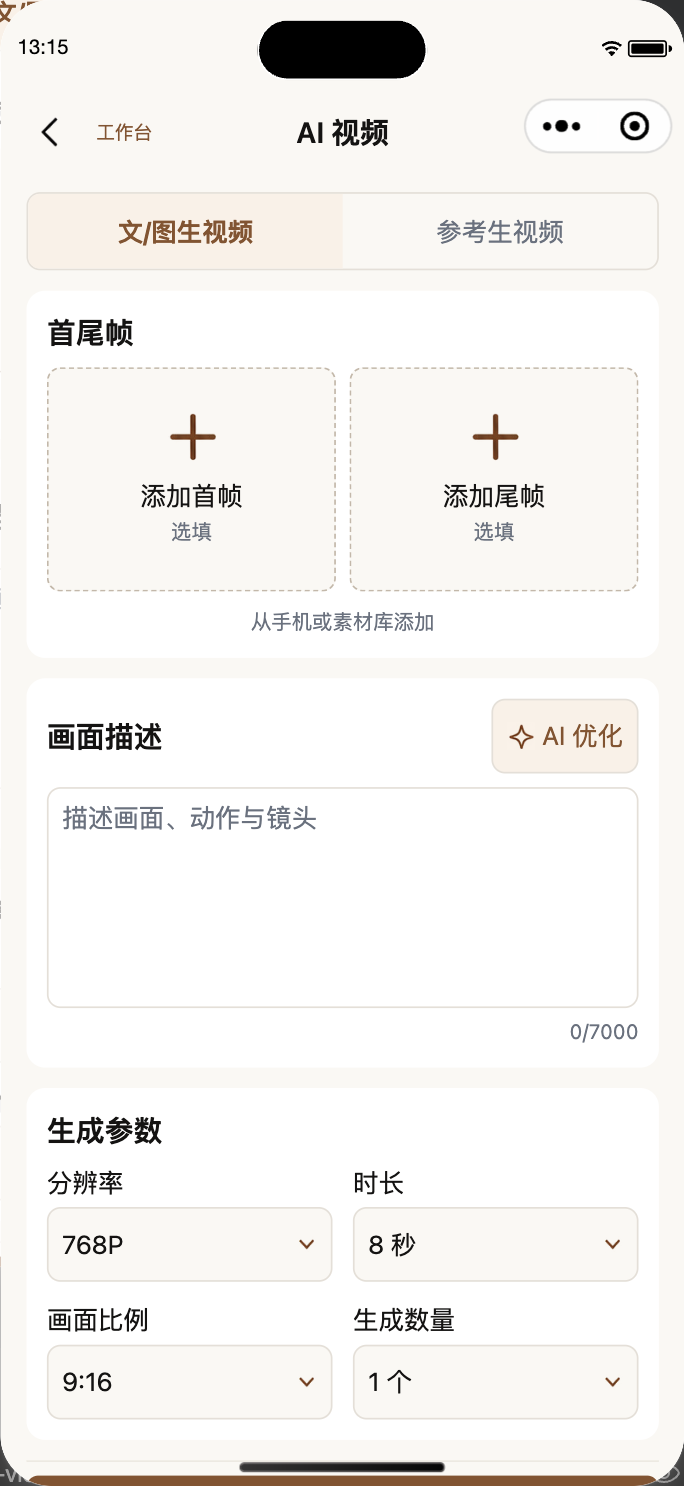 13:15
工作台
AI 视频
文/图生视频
参考生视频
首尾帧
添加首帧
选填
添加尾帧
选填
从手机或素材库添加
画面描述
AI 优化
描述画面、动作与镜头
0/7000
生成参数
分辨率
时长
768P
8 秒
画面比例
生成数量
9:16
1 个